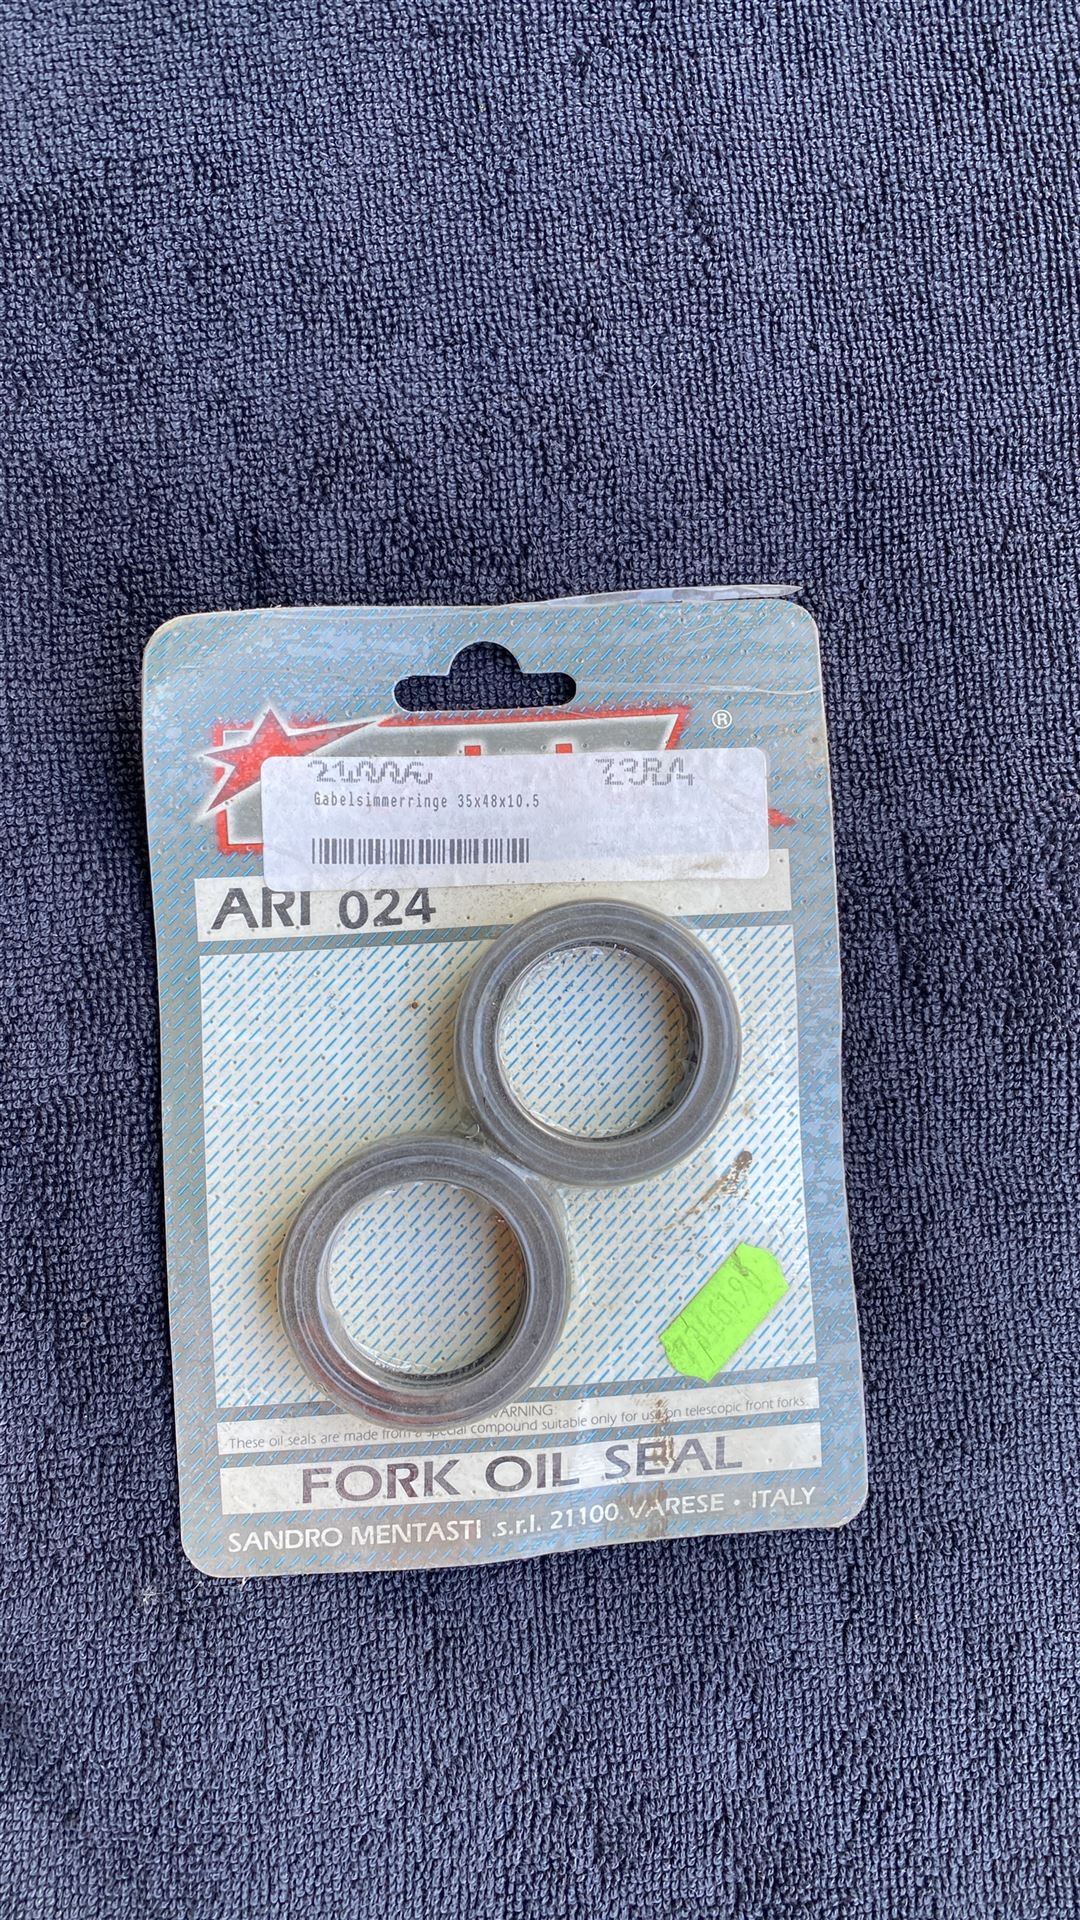 ®
Z3B4
Gabelsimmerringe 35x48x10.5
ARI 024
WARNING:
These oil seals are made from a special compound suitable only for use on telescopic front forks.
FORK OIL SEAL
SANDRO MENTASTI s.r.l. 21100 VARESE • ITALY